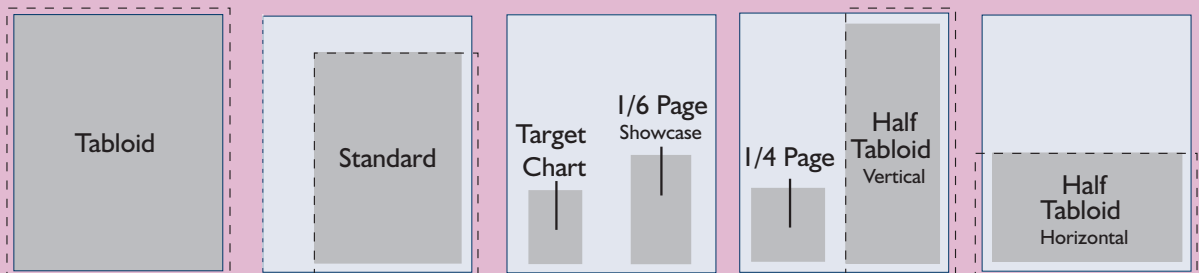 Tabloid
Standard
Target
Chart
1/6 Page
Showcase
1/4 Page
Half
Tabloid
Vertical
Half
Tabloid
Horizontal